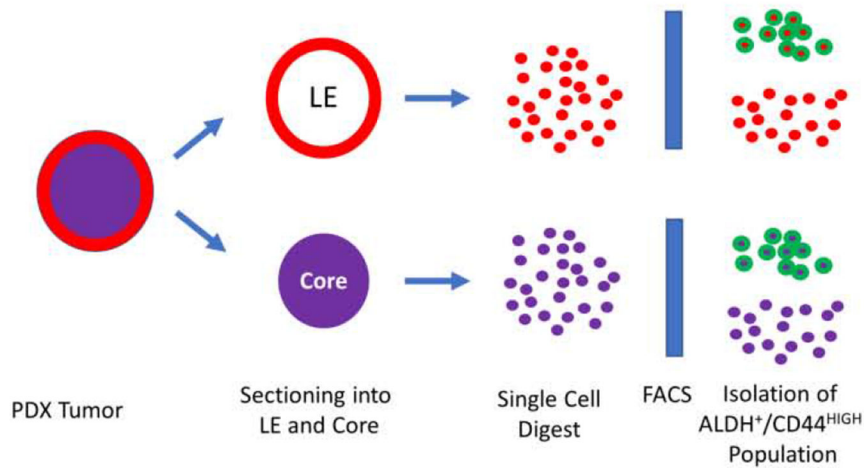 LE
Core
PDX Tumor
Sectioning into
LE and Core
Single Cell
Digest
FACS
Isolation of
ALDH⁺/CD44ᴴᴵᴳᴴ
Population